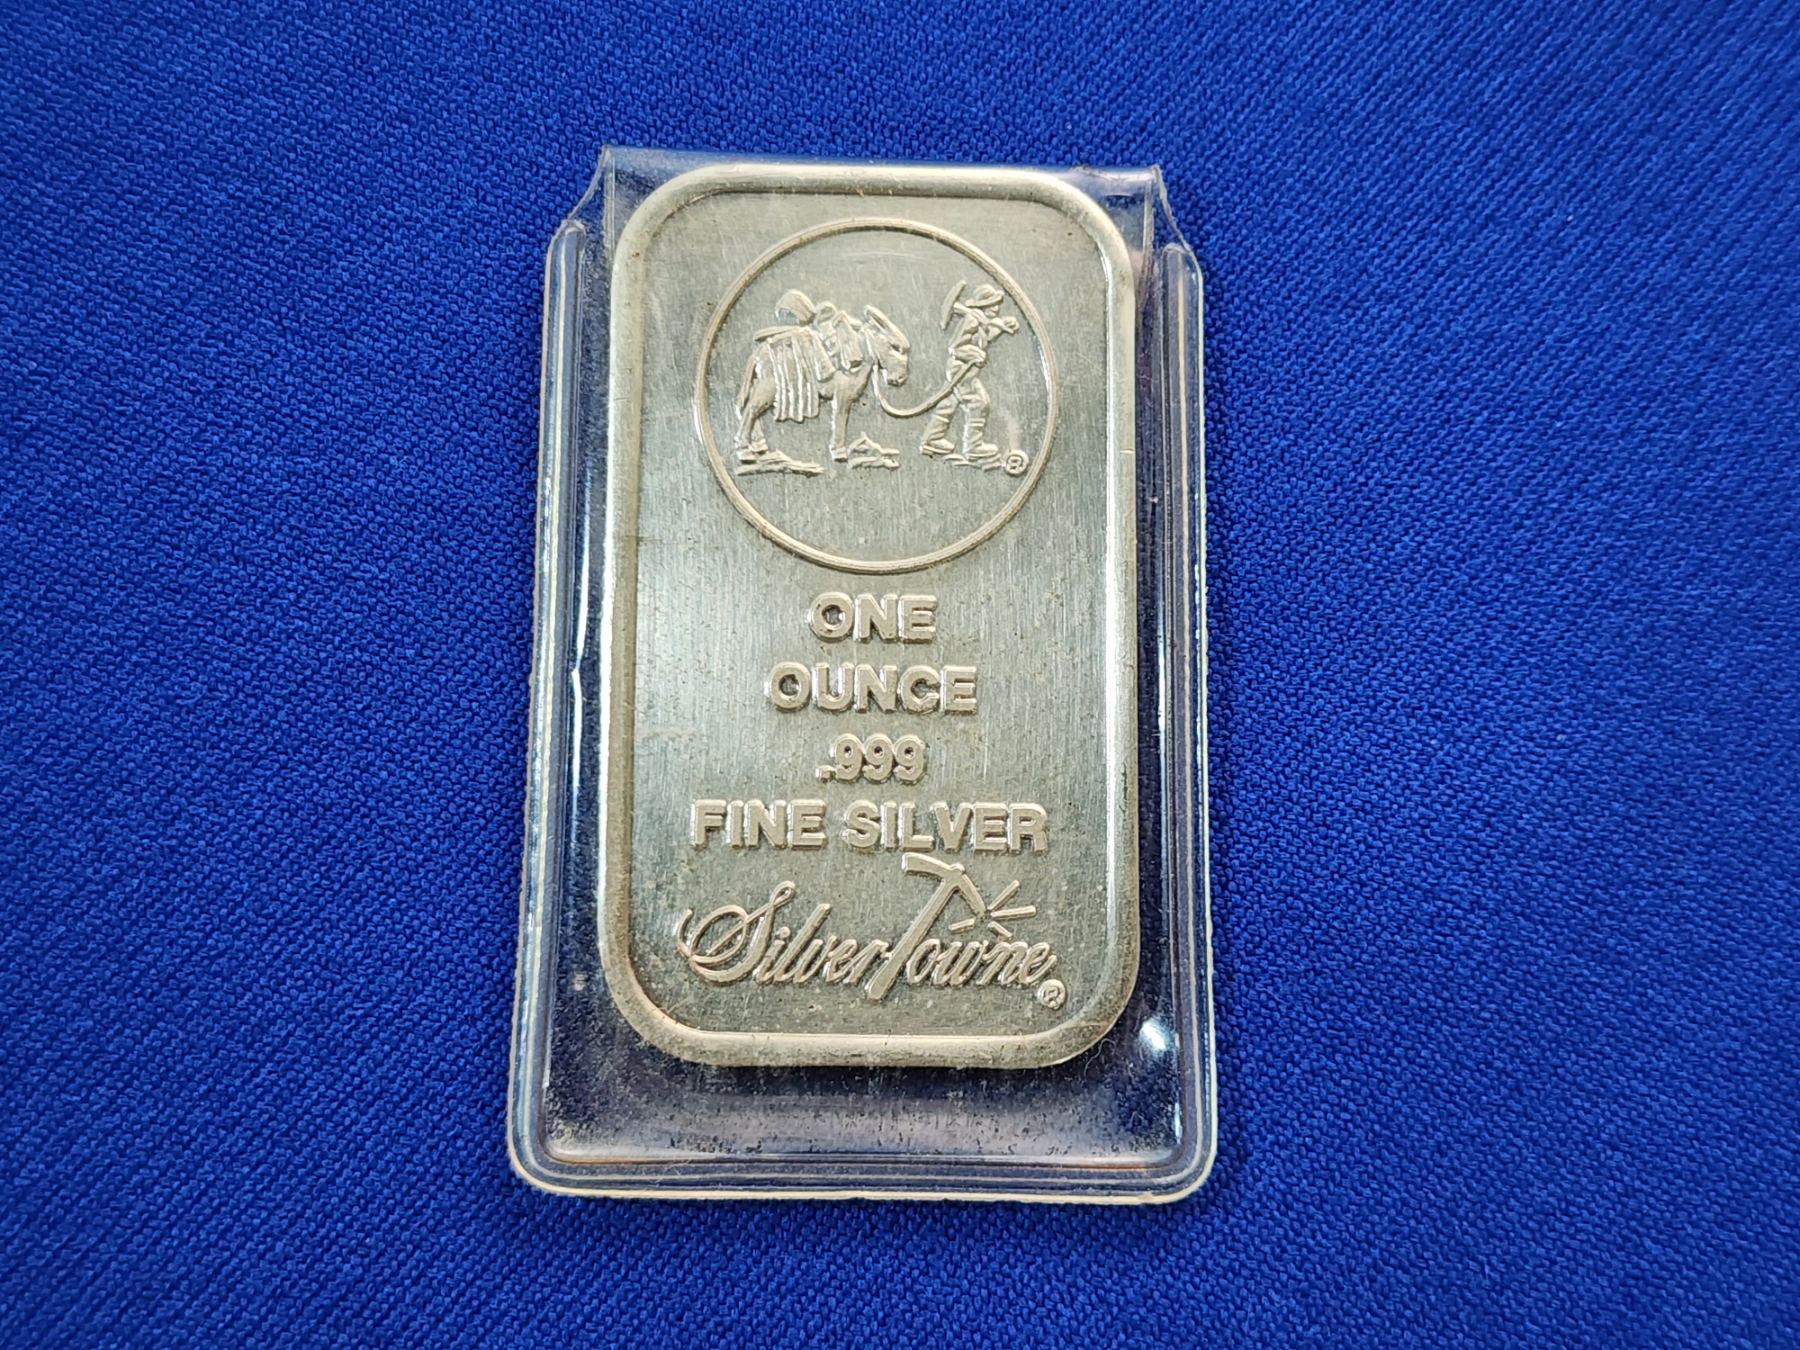 ®
ONE
OUNCE
.999
FINE SILVER
SilverTowne®